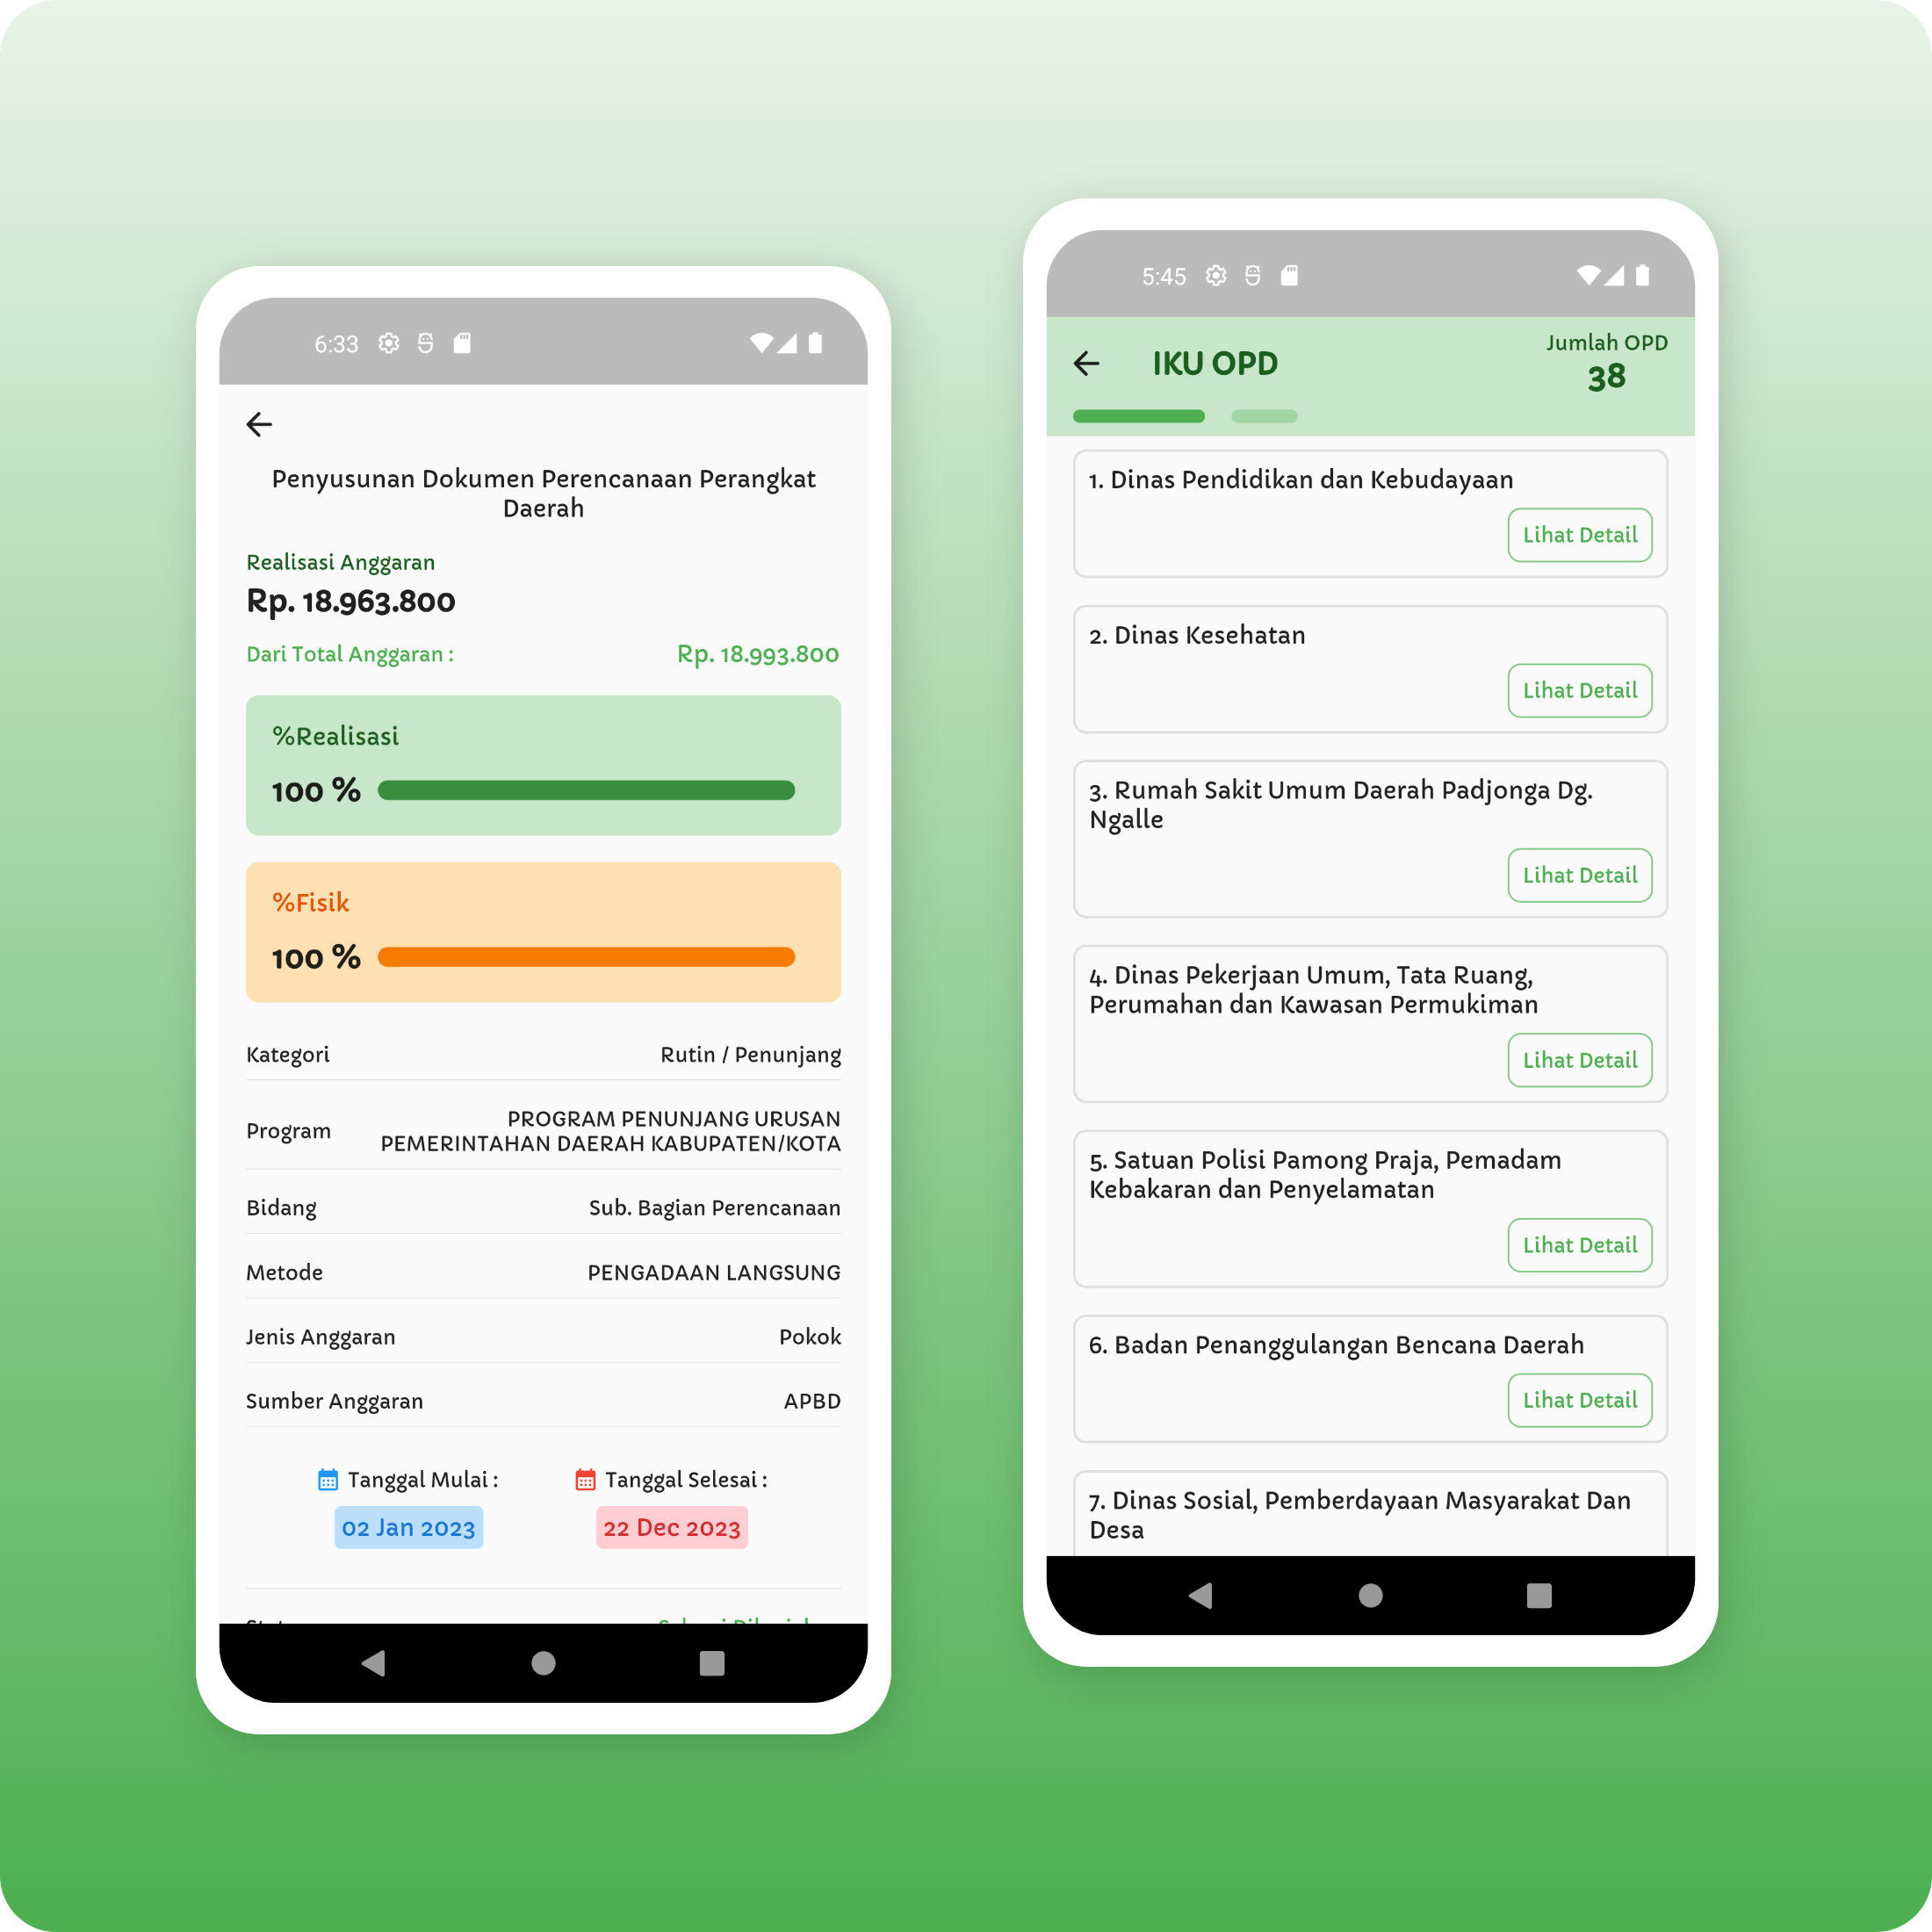 6:33
Penyusunan Dokumen Perencanaan Perangkat
Daerah
Realisasi Anggaran
Rp. 18.963.800
Dari Total Anggaran :
Rp. 18.993.800
%Realisasi
100 %
%Fisik
100 %
Kategori
Rutin / Penunjang
Program
PROGRAM PENUNJANG URUSAN
PEMERINTAHAN DAERAH KABUPATEN/KOTA
Bidang
Sub. Bagian Perencanaan
Metode
PENGADAAN LANGSUNG
Jenis Anggaran
Pokok
Sumber Anggaran
APBD
Tanggal Mulai :
Tanggal Selesai :
02 Jan 2023
22 Dec 2023
5:45
IKU OPD
Jumlah OPD
38
1. Dinas Pendidikan dan Kebudayaan
Lihat Detail
2. Dinas Kesehatan
Lihat Detail
3. Rumah Sakit Umum Daerah Padjonga Dg.
Ngalle
Lihat Detail
4. Dinas Pekerjaan Umum, Tata Ruang,
Perumahan dan Kawasan Permukiman
Lihat Detail
5. Satuan Polisi Pamong Praja, Pemadam
Kebakaran dan Penyelamatan
Lihat Detail
6. Badan Penanggulangan Bencana Daerah
Lihat Detail
7. Dinas Sosial, Pemberdayaan Masyarakat Dan
Desa